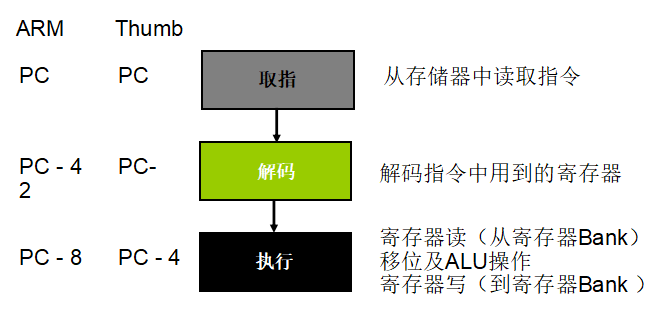 ARM Thumb
PC PC 取指 从存储器中读取指令
PC - 4 PC- 解码 解码指令中用到的寄存器
2
寄存器读（从寄存器Bank）
PC - 8 PC - 4 执行 移位及ALU操作
寄存器写（到寄存器Bank ）